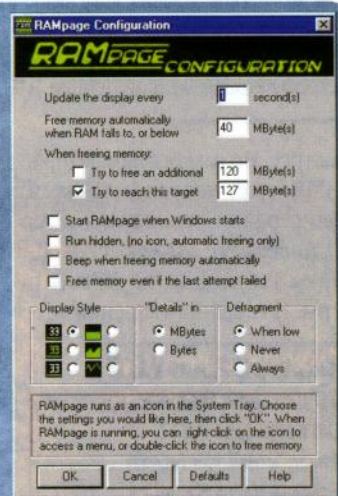 RAMpage Configuration
RAMPAGE CONFIGURATION
Update the display every 1 second(s)
Free memory automatically
when RAM falls to, or below 40 MByte(s)
When freeing memory:
Try to free an additional 120 MByte(s)
Try to reach this target 127 MByte(s)
Start RAMpage when Windows starts
Run hidden, (no icon, automatic freeing only)
Beep when freeing memory automatically
Free memory even if the last attempt failed
Display Style "Details" in Defragment
33 MBytes When low
33 Bytes Never
33 Always
RAMpage runs as an icon in the System Tray. Choose
the settings you would like here, then click "OK". When
RAMpage is running, you can right-click on the icon to
access a menu, or double-click the icon to free memory
OK Cancel Defaults Help